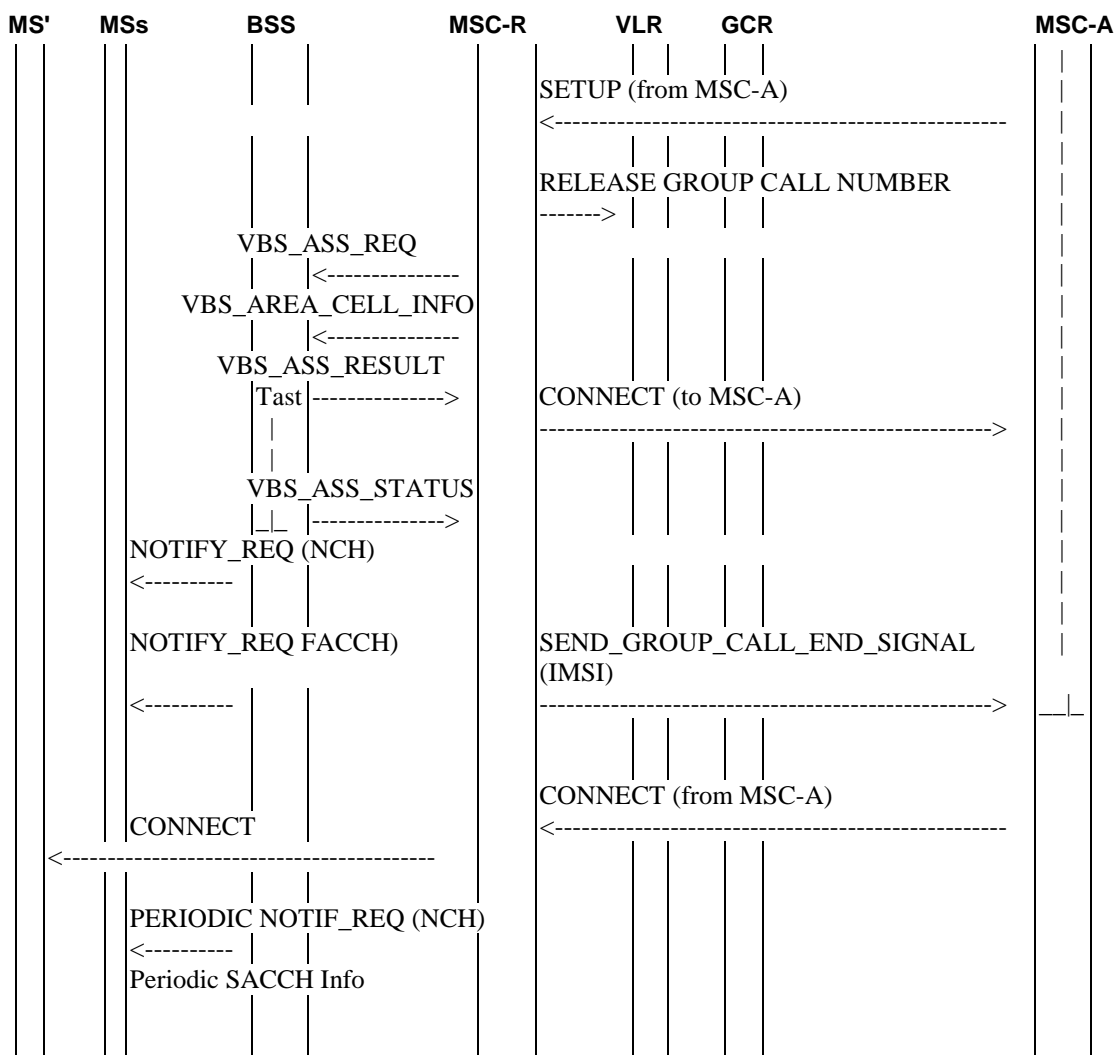 MS' MSs BSS MSC-R VLR GCR MSC-A
SETUP (from MSC-A)
<---------------------------------------------------
RELEASE GROUP CALL NUMBER
------->
VBS_ASS_REQ
<---------------
VBS_AREA_CELL_INFO
<---------------
VBS_ASS_RESULT
Tast ---------------> CONNECT (to MSC-A)
--------------------------------------------------->
VBS_ASS_STATUS
_|_ --------------->
NOTIFY_REQ (NCH)
<----------
NOTIFY_REQ FACCH) SEND_GROUP_CALL_END_SIGNAL
(IMSI)
<---------- ---------------------------------------------------> __|_
CONNECT (from MSC-A)
CONNECT <---------------------------------------------------
<------------------------------------------
PERIODIC NOTIF_REQ (NCH)
<----------
Periodic SACCH Info